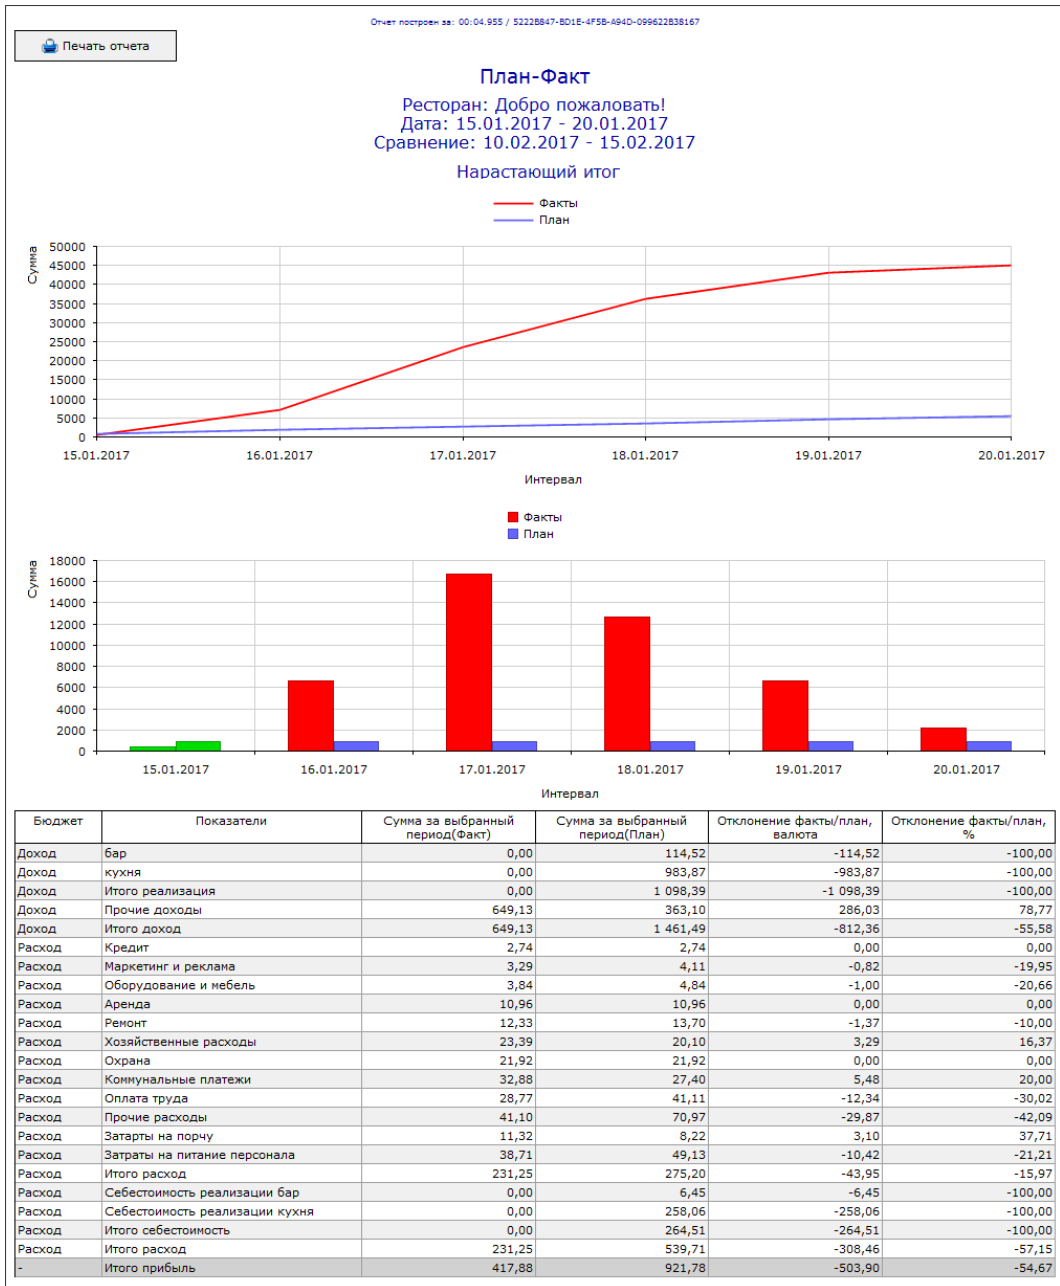 Отчет построен за: 00:04.955 / 5222B847-BD1E-4F5B-A94D-099622B38167
Печать отчета
План-Факт
Ресторан: Добро пожаловать!
Дата: 15.01.2017 - 20.01.2017
Сравнение: 10.02.2017 - 15.02.2017
Нарастающий итог
Факты
План
Сумма
50000
45000
40000
35000
30000
25000
20000
15000
10000
5000
0
15.01.2017 16.01.2017 17.01.2017 18.01.2017 19.01.2017 20.01.2017
Интервал
Факты
План
Сумма
18000
16000
14000
12000
10000
8000
6000
4000
2000
0
15.01.2017 16.01.2017 17.01.2017 18.01.2017 19.01.2017 20.01.2017
Интервал
Бюджет Показатели Сумма за выбранный период(Факт) Сумма за выбранный период(План) Отклонение факты/план, валюта Отклонение факты/план, %
Доход бар 0,00 114,52 -114,52 -100,00
Доход кухня 0,00 983,87 -983,87 -100,00
Доход Итого реализация 0,00 1 098,39 -1 098,39 -100,00
Доход Прочие доходы 649,13 363,10 286,03 78,77
Доход Итого доход 649,13 1 461,49 -812,36 -55,58
Расход Кредит 2,74 2,74 0,00 0,00
Расход Маркетинг и реклама 3,29 4,11 -0,82 -19,95
Расход Оборудование и мебель 3,84 4,84 -1,00 -20,66
Расход Аренда 10,96 10,96 0,00 0,00
Расход Ремонт 12,33 13,70 -1,37 -10,00
Расход Хозяйственные расходы 23,39 20,10 3,29 16,37
Расход Охрана 21,92 21,92 0,00 0,00
Расход Коммунальные платежи 32,88 27,40 5,48 20,00
Расход Оплата труда 28,77 41,11 -12,34 -30,02
Расход Прочие расходы 41,10 70,97 -29,87 -42,09
Расход Затарты на порчу 11,32 8,22 3,10 37,71
Расход Затраты на питание персонала 38,71 49,13 -10,42 -21,21
Расход Итого расход 231,25 275,20 -43,95 -15,97
Расход Себестоимость реализации бар 0,00 6,45 -6,45 -100,00
Расход Себестоимость реализации кухня 0,00 258,06 -258,06 -100,00
Расход Итого себестоимость 0,00 264,51 -264,51 -100,00
Расход Итого расход 231,25 539,71 -308,46 -57,15
- Итого прибыль 417,88 921,78 -503,90 -54,67